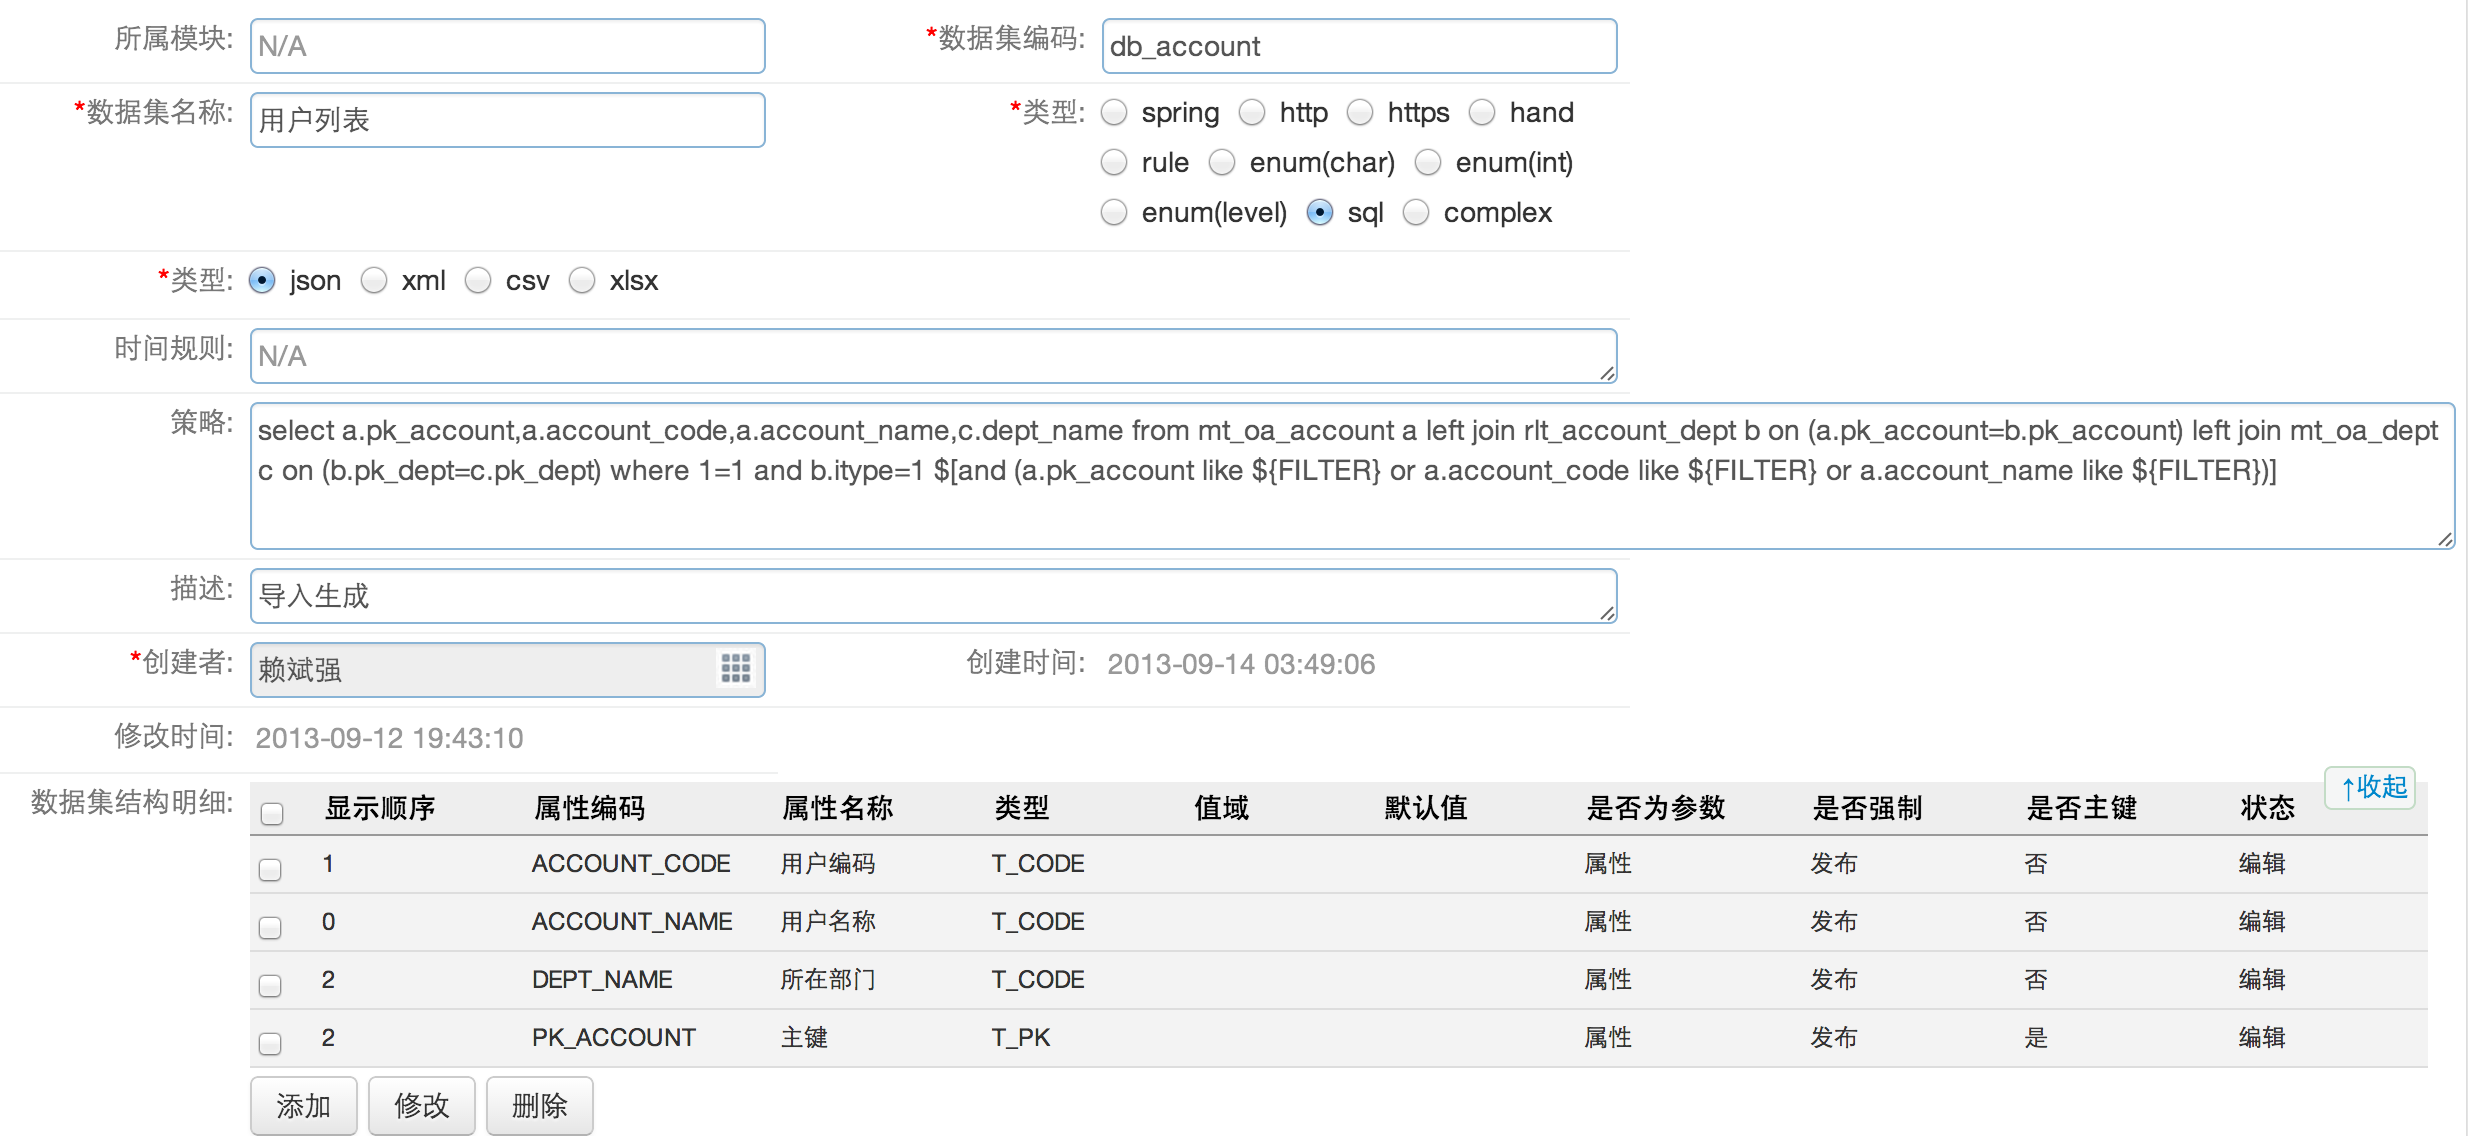 所属模块: N/A *数据集编码: db_account
*数据集名称: 用户列表 *类型: spring http https hand
rule enum(char) enum(int)
enum(level) sql complex
*类型: json xml csv xlsx
时间规则: N/A
策略: select a.pk_account,a.account_code,a.account_name,c.dept_name from mt_oa_account a left join rlt_account_dept b on (a.pk_account=b.pk_account) left join mt_oa_dept
c on (b.pk_dept=c.pk_dept) where 1=1 and b.itype=1 $[and (a.pk_account like ${FILTER} or a.account_code like ${FILTER} or a.account_name like ${FILTER})]
描述: 导入生成
*创建者: 赖斌强 创建时间: 2013-09-14 03:49:06
修改时间: 2013-09-12 19:43:10
↑收起
数据集结构明细: 显示顺序 属性编码 属性名称 类型 值域 默认值 是否为参数 是否强制 是否主键 状态
1 ACCOUNT_CODE 用户编码 T_CODE 属性 发布 否 编辑
0 ACCOUNT_NAME 用户名称 T_CODE 属性 发布 否 编辑
2 DEPT_NAME 所在部门 T_CODE 属性 发布 否 编辑
2 PK_ACCOUNT 主键 T_PK 属性 发布 是 编辑
添加 修改 删除